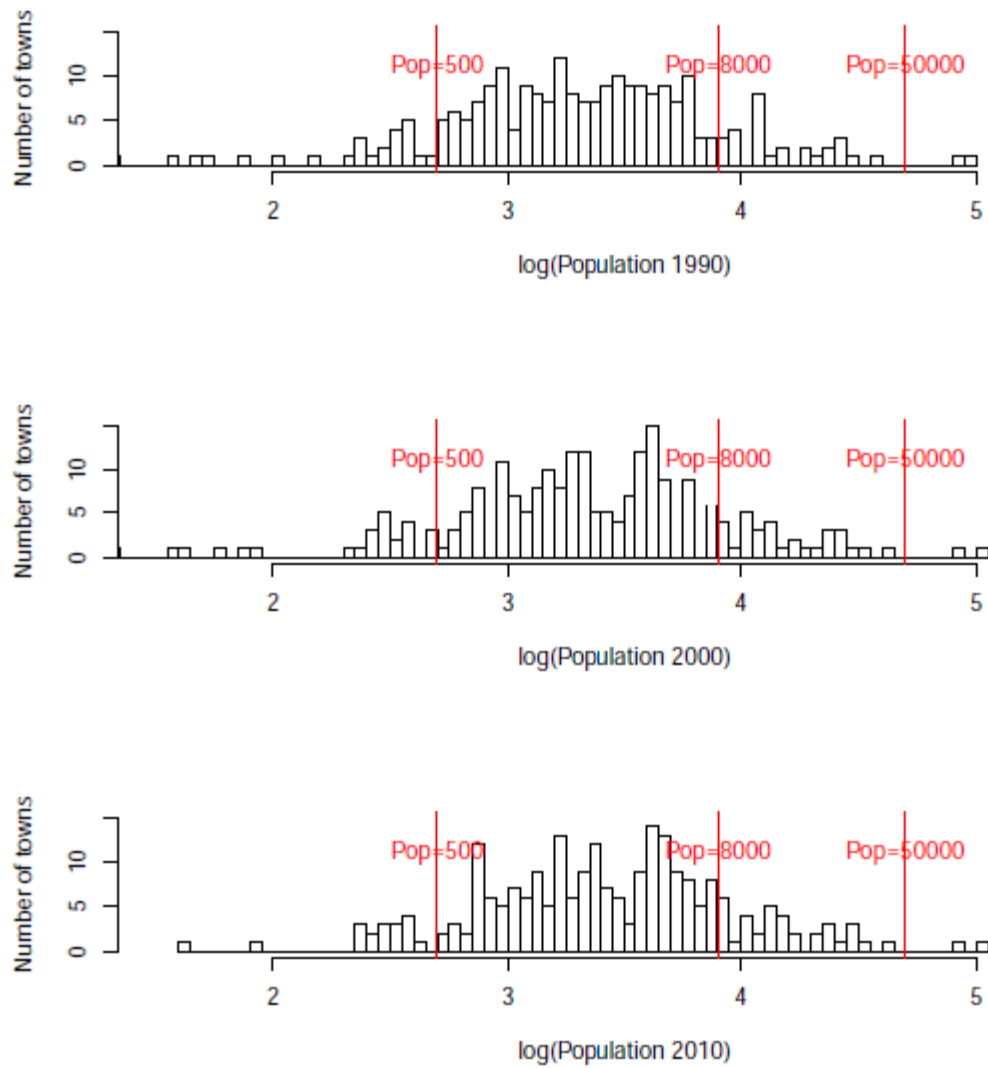 Number of towns
0 5 10
Pop=500 Pop=8000 Pop=50000
2 3 4 5
log(Population 1990)
Number of towns
0 5 10
Pop=500 Pop=8000 Pop=50000
2 3 4 5
log(Population 2000)
Number of towns
0 5 10
Pop=500 Pop=8000 Pop=50000
2 3 4 5
log(Population 2010)